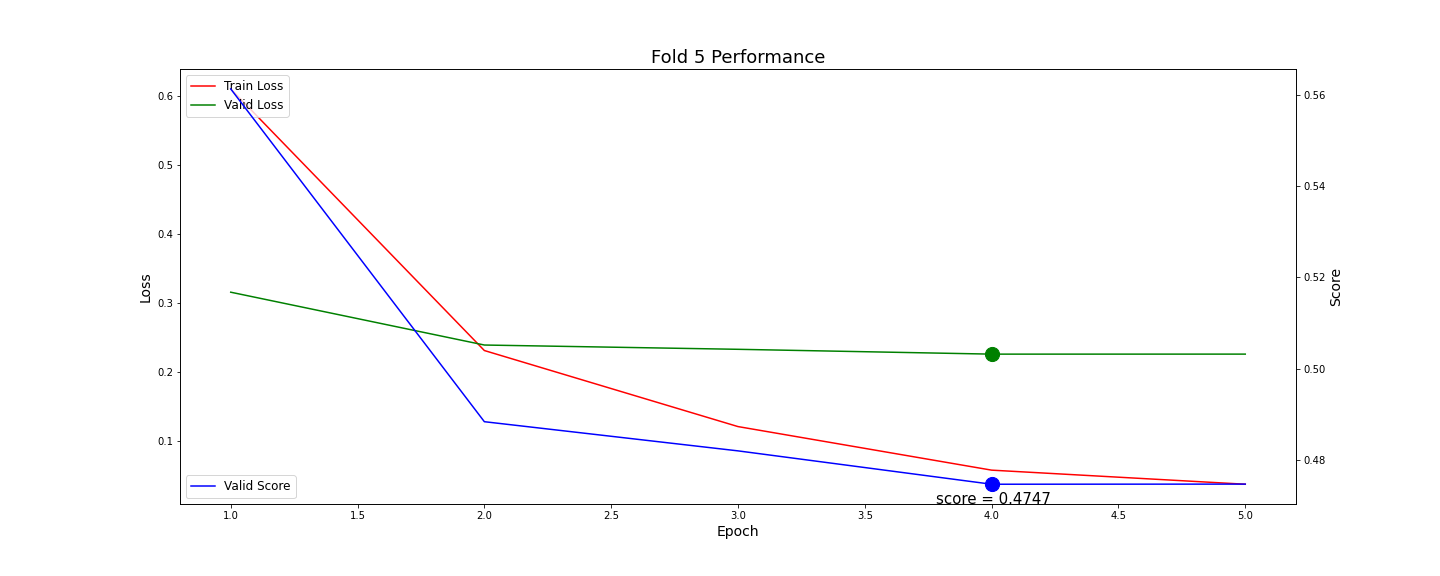 Fold 5 Performance
Train Loss
Valid Loss
Valid Score
0.6
0.5
0.4
0.3
0.2
0.1
Loss
0.56
0.54
0.52
0.50
0.48
Score
score = 0.4747
1.0
1.5
2.0
2.5
3.0
3.5
4.0
4.5
5.0
Epoch